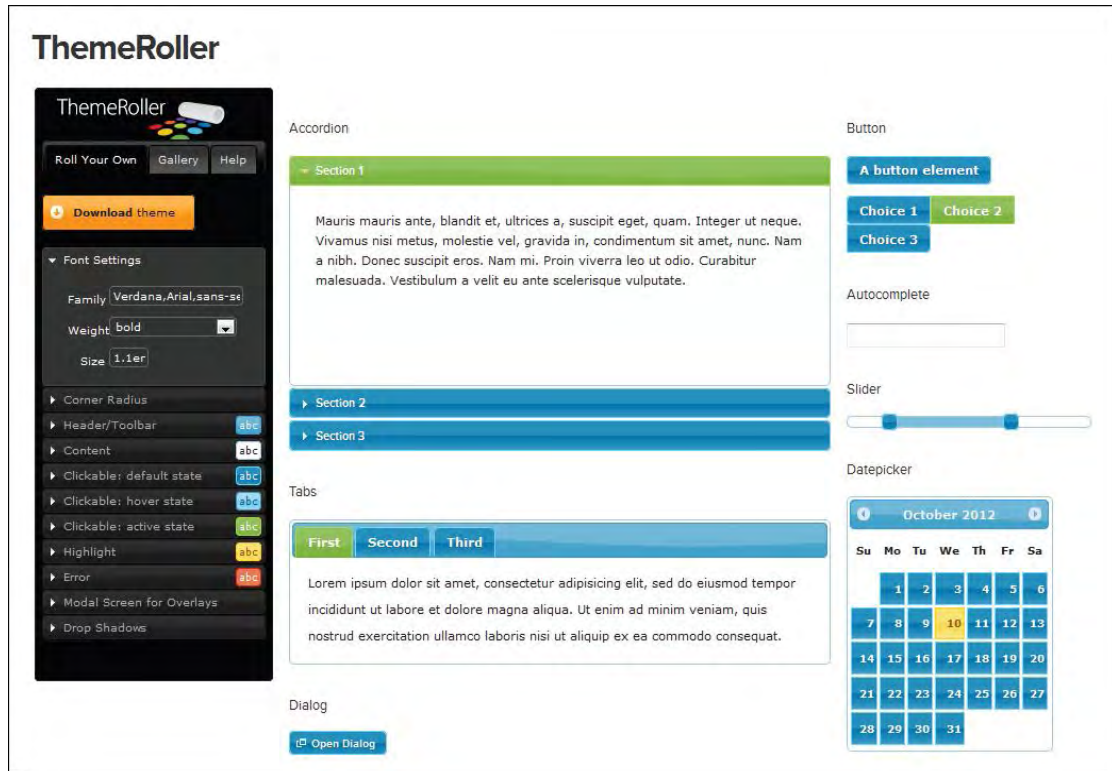 ThemeRoller
ThemeRoller
Roll Your Own Gallery Help
Download theme
Font Settings
Family Verdana,Arial,sans-se
Weight bold
Size 1.1er
Corner Radius
Header/Toolbar abc
Content abc
Clickable: default state abc
Clickable: hover state abc
Clickable: active state abc
Highlight abc
Error abc
Modal Screen for Overlays
Drop Shadows
Accordion
Section 1
Mauris mauris ante, blandit et, ultrices a, suscipit eget, quam. Integer ut neque.
Vivamus nisi metus, molestie vel, gravida in, condimentum sit amet, nunc. Nam
a nibh. Donec suscipit eros. Nam mi. Proin viverra leo ut odio. Curabitur
malesuada. Vestibulum a velit eu ante scelerisque vulputate.
Section 2
Section 3
Tabs
First Second Third
Lorem ipsum dolor sit amet, consectetur adipisicing elit, sed do eiusmod tempor
incididunt ut labore et dolore magna aliqua. Ut enim ad minim veniam, quis
nostrud exercitation ullamco laboris nisi ut aliquip ex ea commodo consequat.
Dialog
Open Dialog
Button
A button element
Choice 1 Choice 2
Choice 3
Autocomplete
Slider
Datepicker
October 2012
Su Mo Tu We Th Fr Sa
1 2 3 4 5 6
7 8 9 10 11 12 13
14 15 16 17 18 19 20
21 22 23 24 25 26 27
28 29 30 31